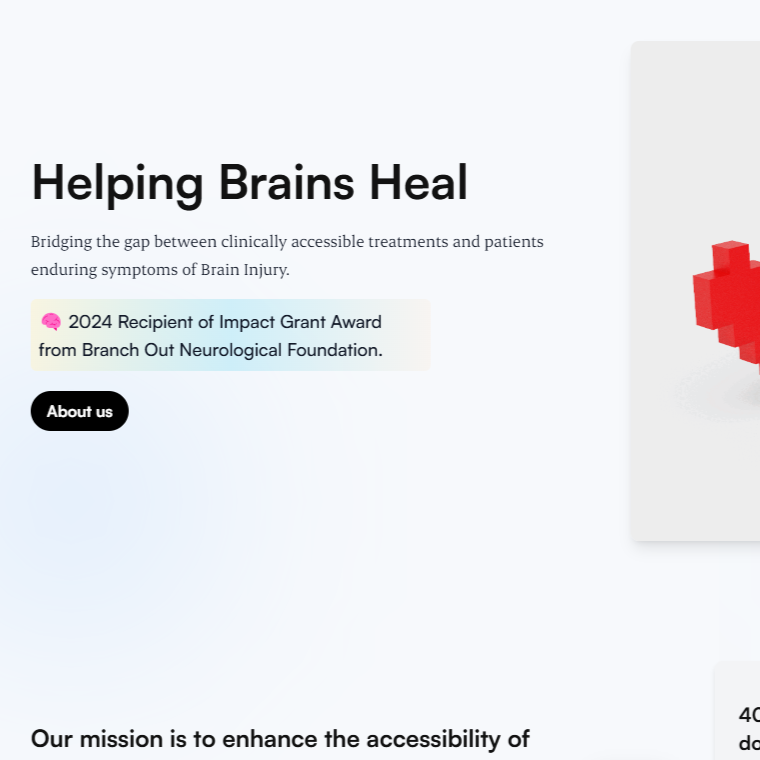 Helping Brains Heal
Bridging the gap between clinically accessible treatments and patients
enduring symptoms of Brain Injury.
🧠 2024 Recipient of Impact Grant Award
from Branch Out Neurological Foundation.
About us
Our mission is to enhance the accessibility of